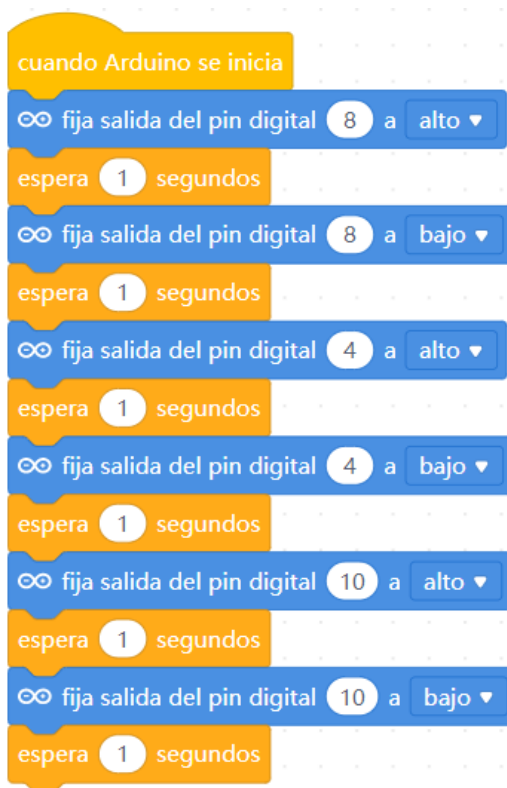 cuando Arduino se inicia
fija salida del pin digital 8 a alto
espera 1 segundos
fija salida del pin digital 8 a bajo
espera 1 segundos
fija salida del pin digital 4 a alto
espera 1 segundos
fija salida del pin digital 4 a bajo
espera 1 segundos
fija salida del pin digital 10 a alto
espera 1 segundos
fija salida del pin digital 10 a bajo
espera 1 segundos